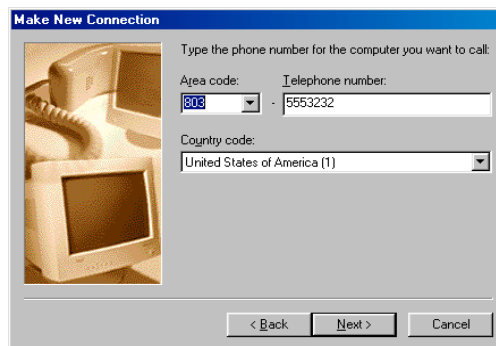 Make New Connection
Type the phone number for the computer you want to call:
Area code: Telephone number:
803 - 5553232
Country code:
United States of America (1)
< Back Next > Cancel